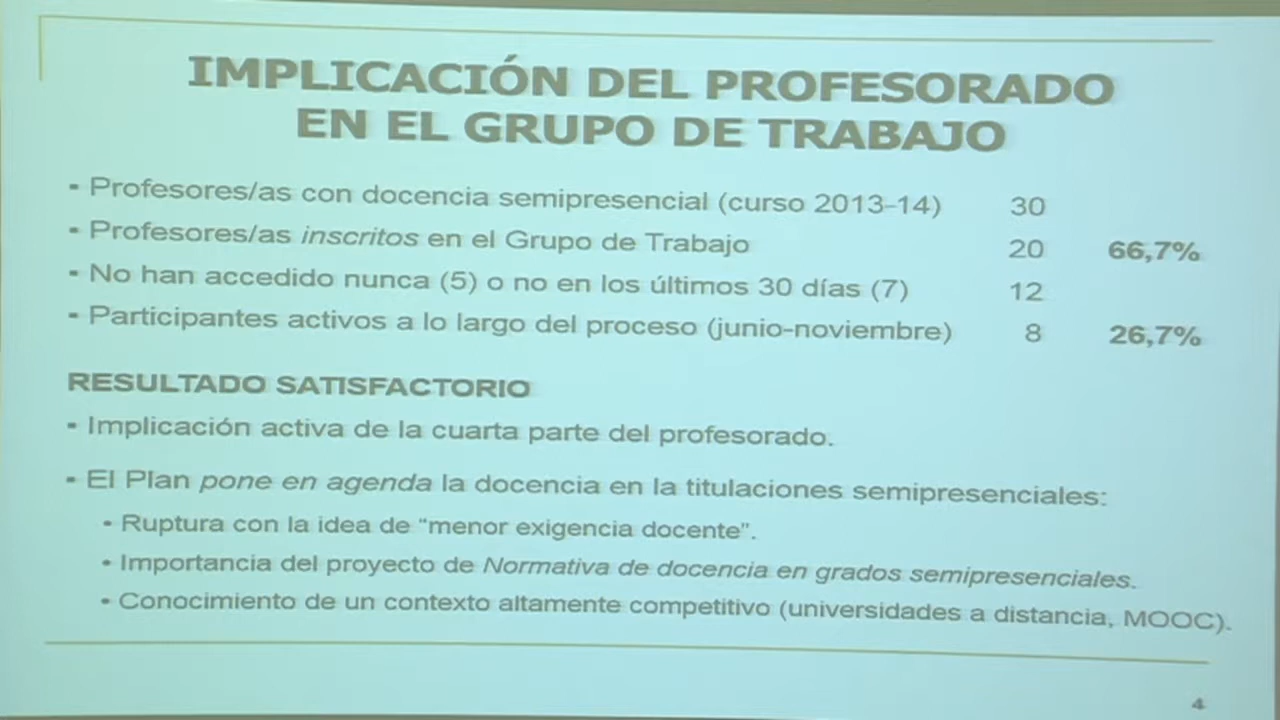 IMPLICACIÓN DEL PROFESORADO
EN EL GRUPO DE TRABAJO
▪ Profesores/as con docencia semipresencial (curso 2013-14) 30
▪ Profesores/as inscritos en el Grupo de Trabajo 20 66,7%
▪ No han accedido nunca (5) o no en los últimos 30 días (7) 12
▪ Participantes activos a lo largo del proceso (junio-noviembre) 8 26,7%
RESULTADO SATISFACTORIO
▪ Implicación activa de la cuarta parte del profesorado.
▪ El Plan pone en agenda la docencia en la titulaciones semipresenciales:
• Ruptura con la idea de “menor exigencia docente”.
• Importancia del proyecto de Normativa de docencia en grados semipresenciales.
• Conocimiento de un contexto altamente competitivo (universidades a distancia, MOOC).
4